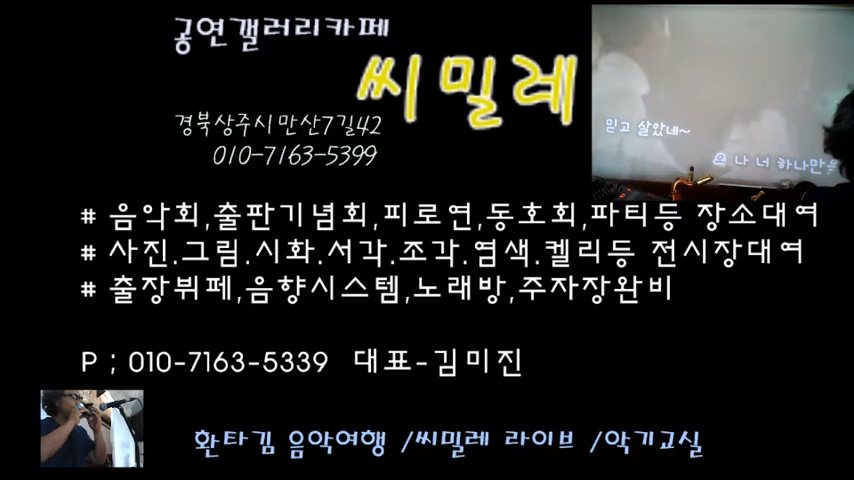 공연갤러리카페
씨밀레
경북상주시만산7길42
010-7163-5399
믿고 살았네~
오 나 너 하나만을
# 음악회,출판기념회,피로연,동호회,파티등 장소대여
# 사진.그림.시화.서각.조각.염색.켈리등 전시장대여
# 출장뷔페,음향시스템,노래방,주자장완비
P ; 010-7163-5339 대표-김미진
환타김 음악여행 /씨밀레 라이브 /악기교실